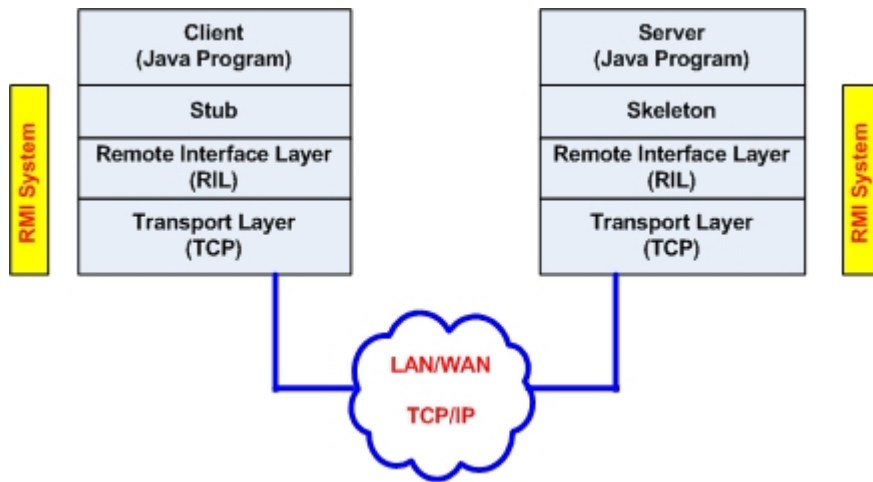 Client
(Java Program)
Stub
Remote Interface Layer
(RIL)
Transport Layer
(TCP)
RMI System
Server
(Java Program)
Skeleton
Remote Interface Layer
(RIL)
Transport Layer
(TCP)
RMI System
LAN/WAN
TCP/IP